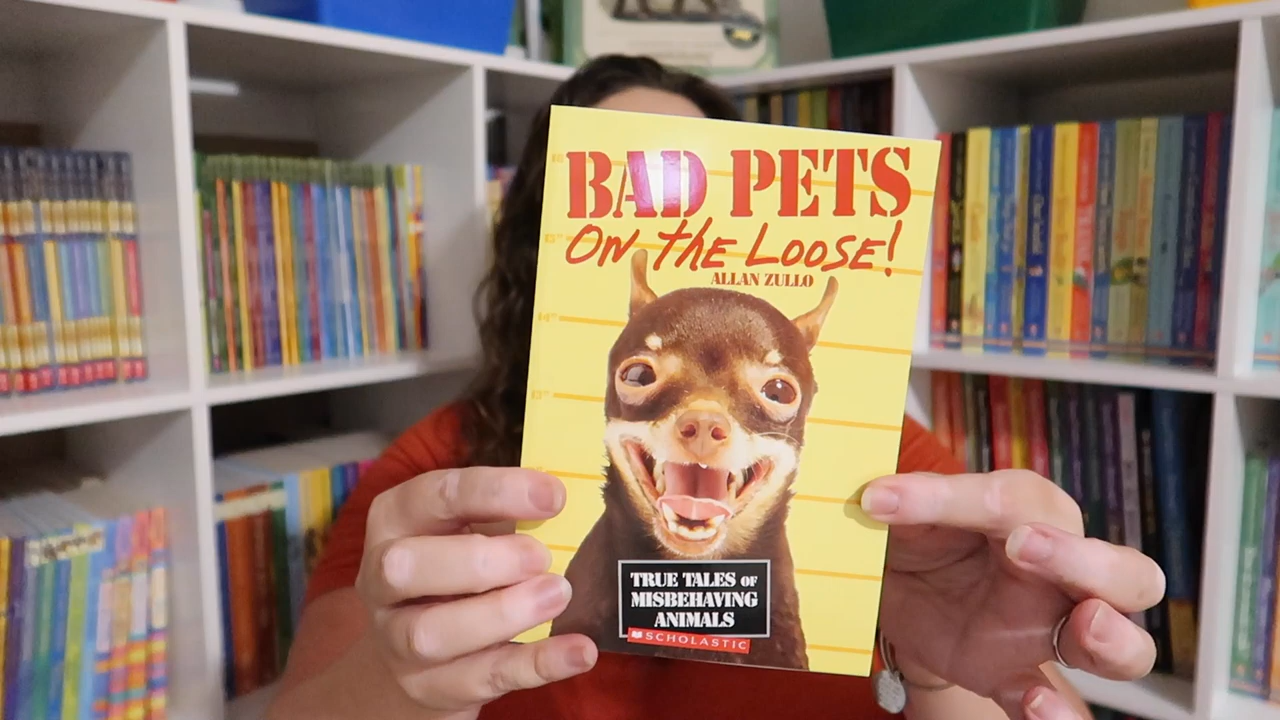 BAD PETS
ON THE LOOSE!
ALLAN ZULLO
TRUE TALES OF
MISBEHAVING
ANIMALS
SCHOLASTIC